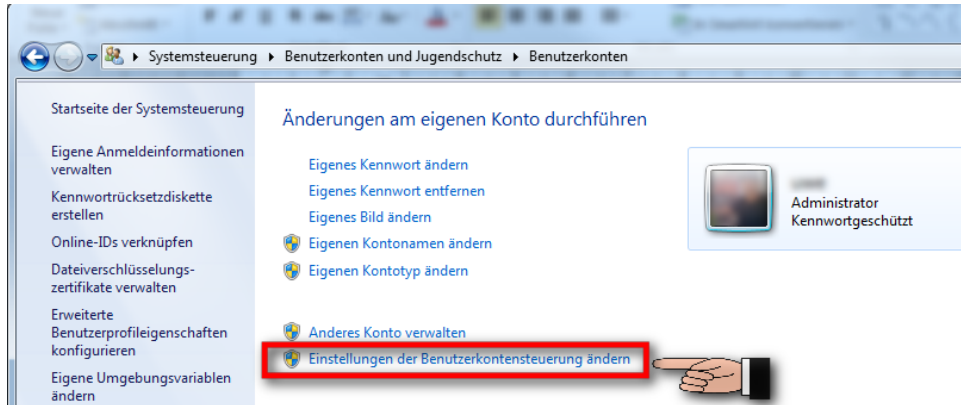 Systemsteuerung
Benutzerkonten und Jugendschutz
Benutzerkonten
Startseite der Systemsteuerung
Eigene Anmeldeinformationen
verwalten
Kennwortrücksetzdiskette
erstellen
Online-IDs verknüpfen
Dateiverschlüsselungs-
zertifikate verwalten
Erweiterte
Benutzerprofileigenschaften
konfigurieren
Eigene Umgebungsvariablen
ändern
Änderungen am eigenen Konto durchführen
Eigenes Kennwort ändern
Eigenes Kennwort entfernen
Eigenes Bild ändern
Eigenen Kontonamen ändern
Eigenen Kontotyp ändern
Anderes Konto verwalten
Einstellungen der Benutzerkontensteuerung ändern
Administrator
Kennwortgeschützt